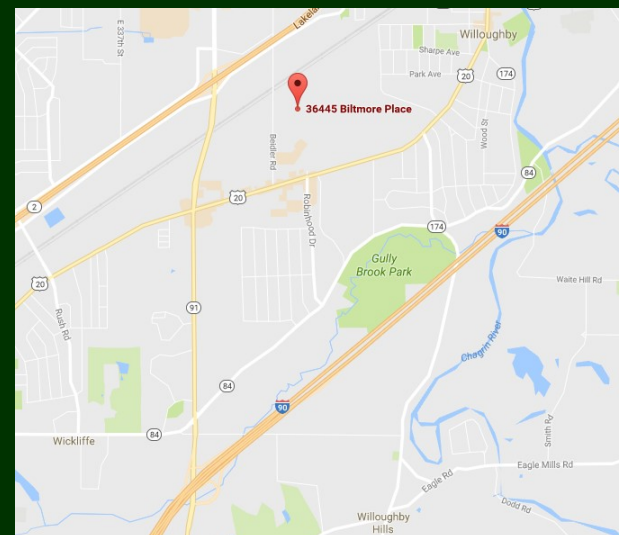 E 337th St
Lakela
Willoughby
Sharpe Ave
20
174
Park Ave
36445 Biltmore Place
Wood St
Beidler Rd
84
2
20
Robinhood Dr
174
90
Gully
Brook Park
Waite Hill Rd
20
91
Rush Rd
Chagrin River
84
90
Smith Rd
Wickliffe
84
Eagle Mills Rd
Eagle Rd
Dodd Rd
Willoughby
Hills